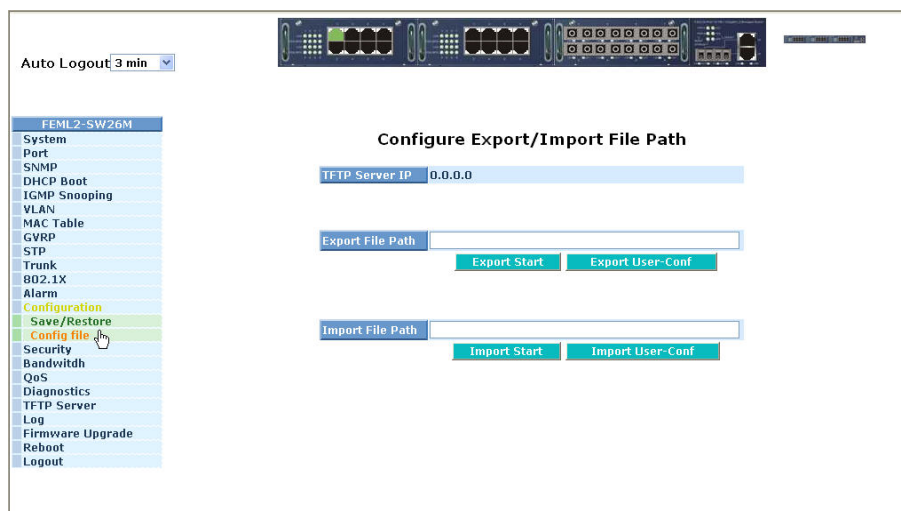 Auto Logout 3 min
FEML2-SW26M
System
Port
SNMP
DHCP Boot
IGMP Snooping
VLAN
MAC Table
GVRP
STP
Trunk
802.1X
Alarm
Configuration
Save/Restore
Config file
Security
Bandwitdh
QoS
Diagnostics
TFTP Server
Log
Firmware Upgrade
Reboot
Logout
Configure Export/Import File Path
TFTP Server IP 0.0.0.0
Export File Path
Export Start Export User-Conf
Import File Path
Import Start Import User-Conf